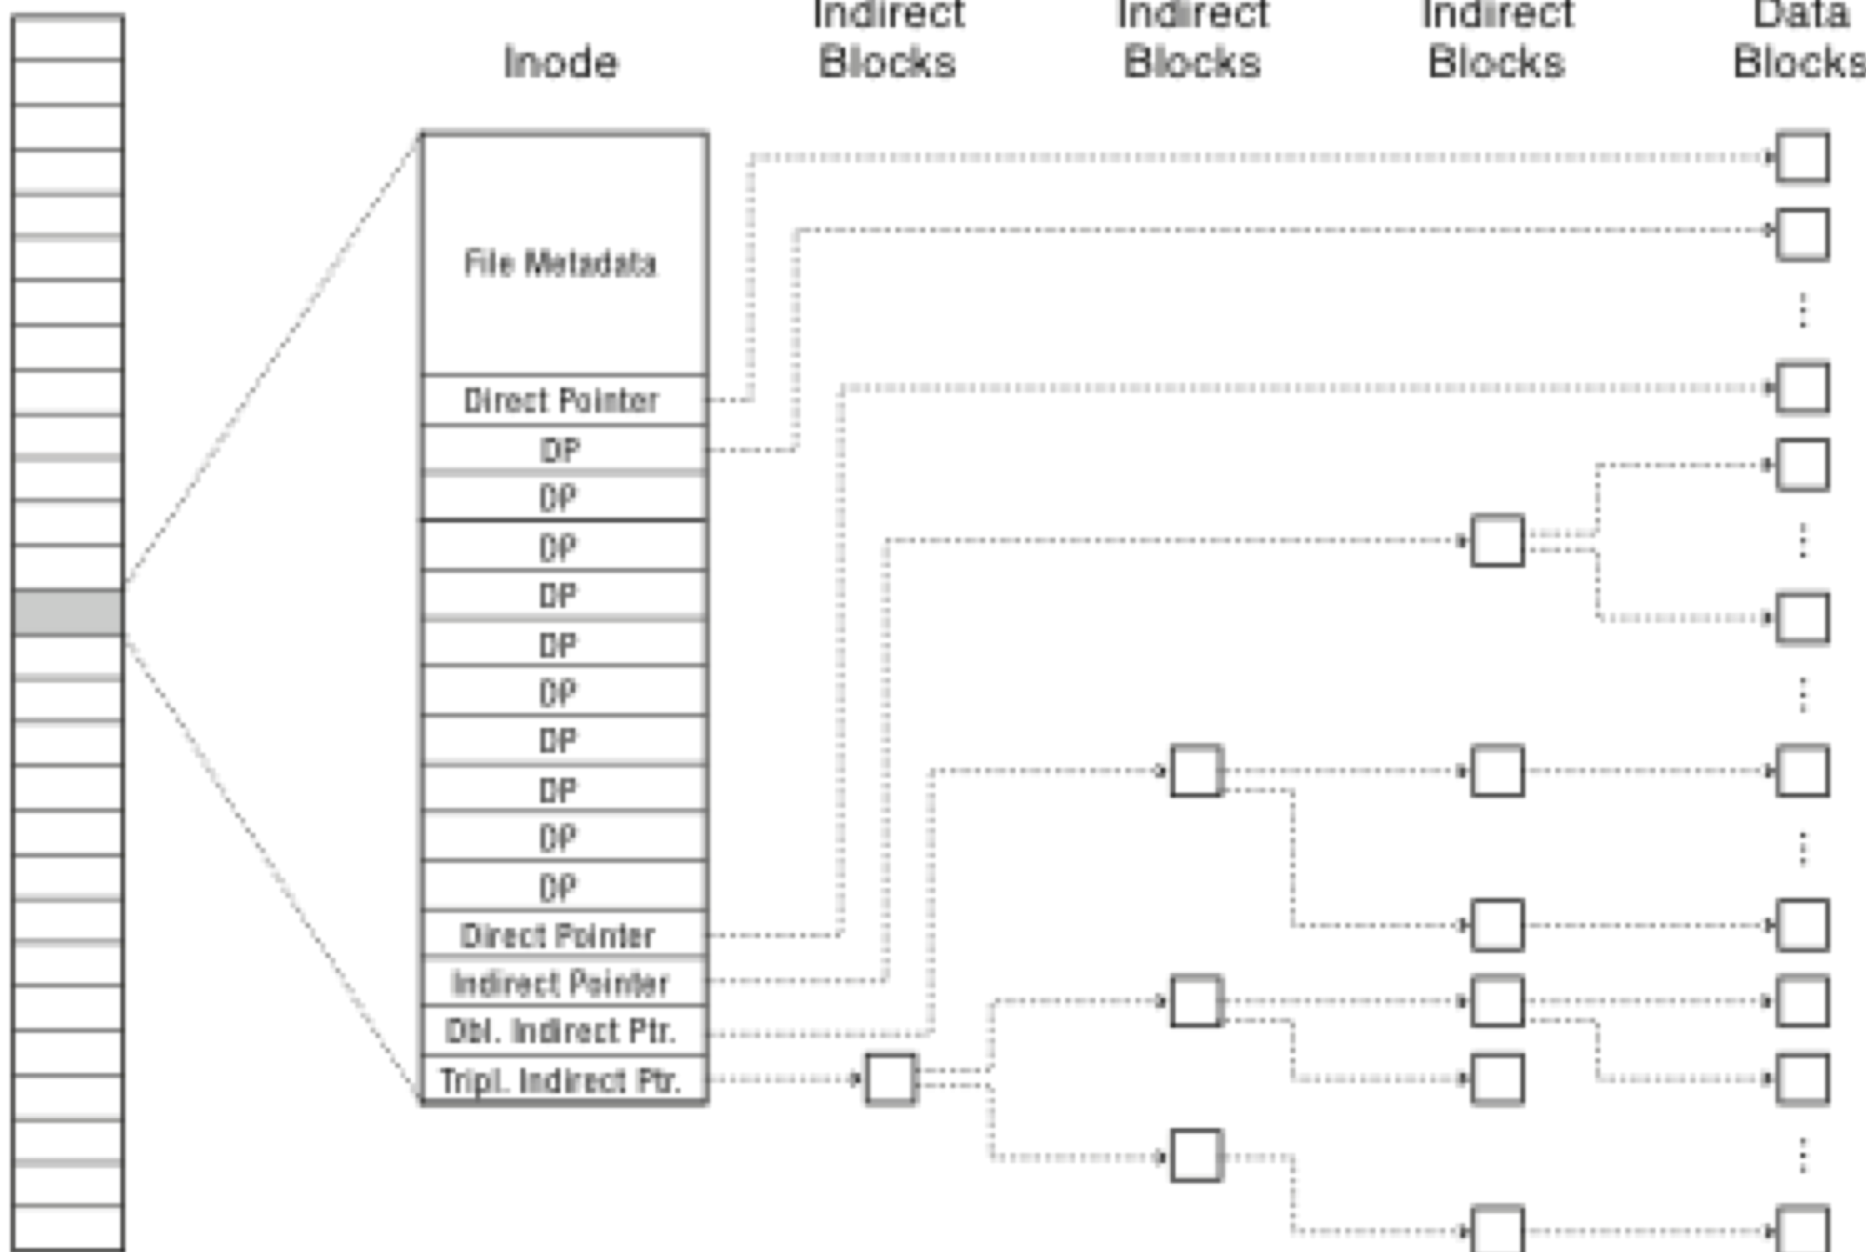 Inode
Indirect
Blocks
Indirect
Blocks
Indirect
Blocks
Data
Blocks
File Metadata
Direct Pointer
DP
DP
DP
DP
DP
DP
DP
DP
DP
DP
Direct Pointer
Indirect Pointer
Dbl. Indirect Ptr.
Tripl. Indirect Ptr.